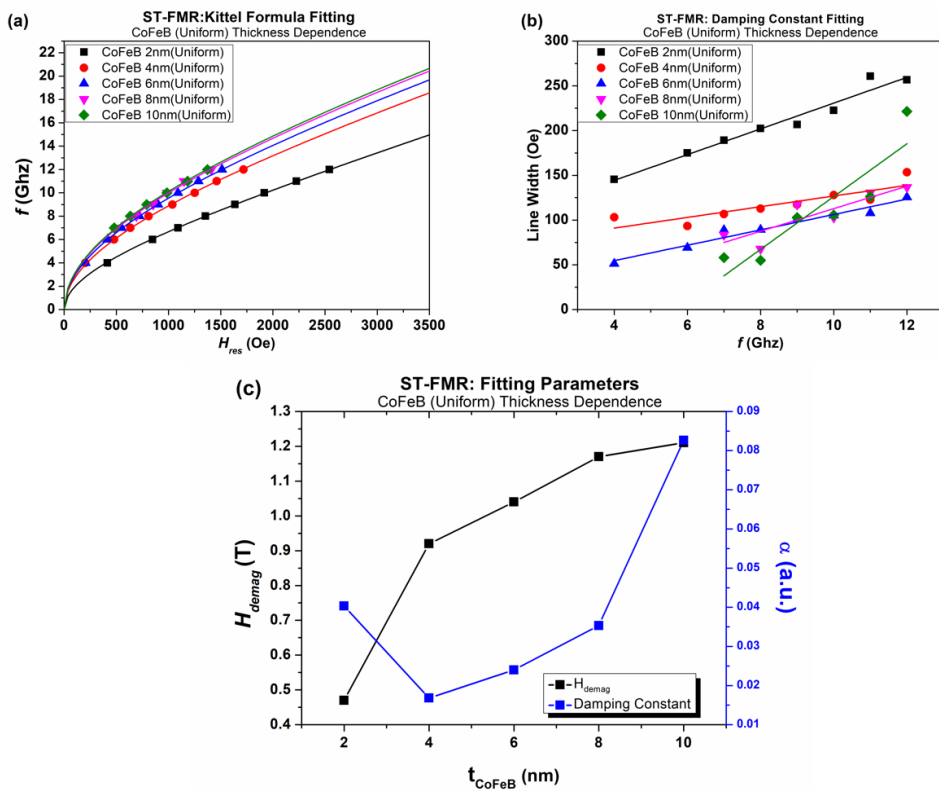 (a)
ST-FMR:Kittel Formula Fitting
CoFeB (Uniform) Thickness Dependence
CoFeB 2nm(Uniform)
CoFeB 4nm(Uniform)
CoFeB 6nm(Uniform)
CoFeB 8nm(Uniform)
CoFeB 10nm(Uniform)
f (Ghz)
22
20
18
16
14
12
10
8
6
4
2
0
0 500 1000 1500 2000 2500 3000 3500
H_res (Oe)
(b)
ST-FMR: Damping Constant Fitting
CoFeB (Uniform) Thickness Dependence
CoFeB 2nm(Uniform)
CoFeB 4nm(Uniform)
CoFeB 6nm(Uniform)
CoFeB 8nm(Uniform)
CoFeB 10nm(Uniform)
Line Width (Oe)
300
250
200
150
100
50
0
4 6 8 10 12
f (Ghz)
(c)
ST-FMR: Fitting Parameters
CoFeB (Uniform) Thickness Dependence
H_demag (T)
1.3
1.2
1.1
1.0
0.9
0.8
0.7
0.6
0.5
0.4
H_demag
Damping Constant
0.09
0.08
0.07
0.06
0.05
0.04
0.03
0.02
0.01
α (a.u.)
2 4 6 8 10
t_CoFeB (nm)